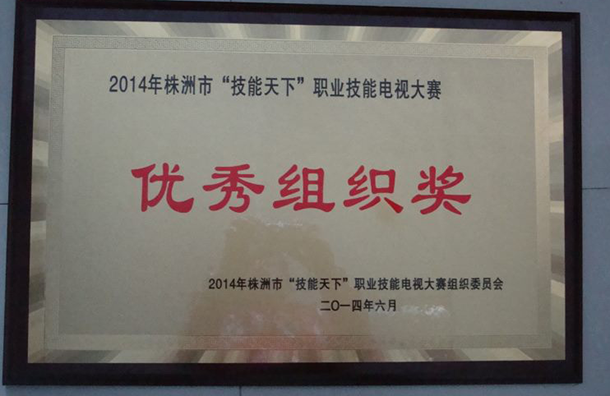 2014年株洲市“技能天下”职业技能电视大赛
优秀组织奖
2014年株洲市“技能天下”职业技能电视大赛组织委员会
二〇一四年六月